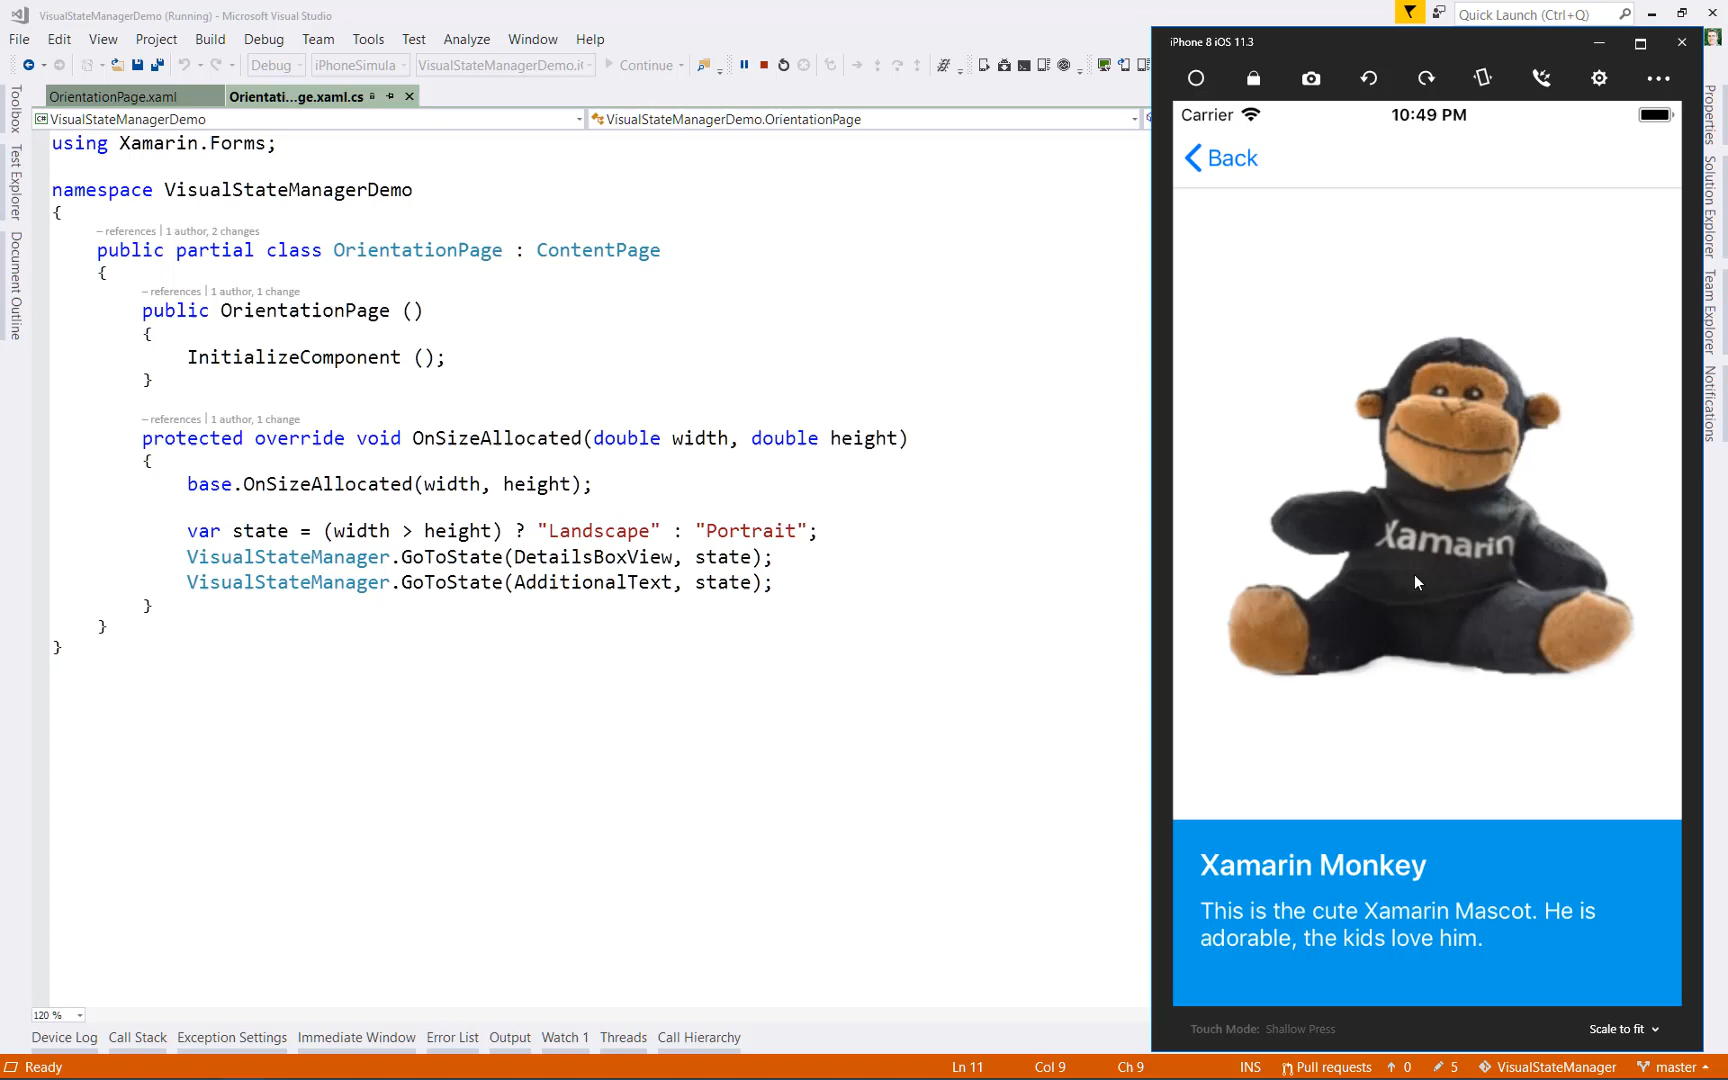 VisualStateManagerDemo (Running) - Microsoft Visual Studio
Quick Launch (Ctrl+Q)
File Edit View Project Build Debug Team Tools Test Analyze Window Help
Debug iPhoneSimula VisualStateManagerDemo.i Continue
OrientationPage.xaml Orientati...ge.xaml.cs
VisualStateManagerDemo VisualStateManagerDemo.OrientationPage
Toolbox
Test Explorer
Document Outline
using Xamarin.Forms;
namespace VisualStateManagerDemo
{
– references | 1 author, 2 changes
public partial class OrientationPage : ContentPage
{
– references | 1 author, 1 change
public OrientationPage ()
{
InitializeComponent ();
}
– references | 1 author, 1 change
protected override void OnSizeAllocated(double width, double height)
{
base.OnSizeAllocated(width, height);
var state = (width > height) ? "Landscape" : "Portrait";
VisualStateManager.GoToState(DetailsBoxView, state);
VisualStateManager.GoToState(AdditionalText, state);
}
}
}
120 %
Device Log Call Stack Exception Settings Immediate Window Error List Output Watch 1 Threads Call Hierarchy
Ready Ln 11 Col 9 Ch 9 INS Pull requests 0 5 VisualStateManager master
iPhone 8 iOS 11.3
Carrier 10:49 PM
Back
Xamarin
Xamarin Monkey
This is the cute Xamarin Mascot. He is
adorable, the kids love him.
Touch Mode: Shallow Press Scale to fit
Properties
Solution Explorer
Team Explorer
Notifications